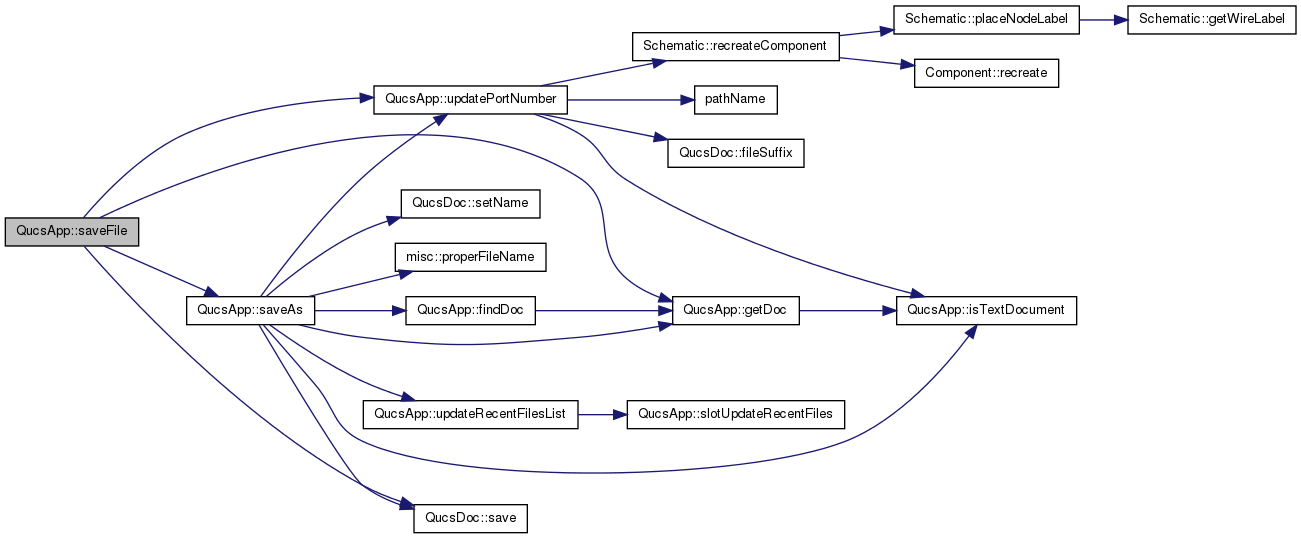 Schematic::placeNodeLabel
Schematic::getWireLabel
Schematic::recreateComponent
Component::recreate
QucsApp::updatePortNumber
pathName
QucsDoc::fileSuffix
QucsDoc::setName
QucsApp::saveFile
misc::properFileName
QucsApp::saveAs
QucsApp::findDoc
QucsApp::getDoc
QucsApp::isTextDocument
QucsApp::updateRecentFilesList
QucsApp::slotUpdateRecentFiles
QucsDoc::save